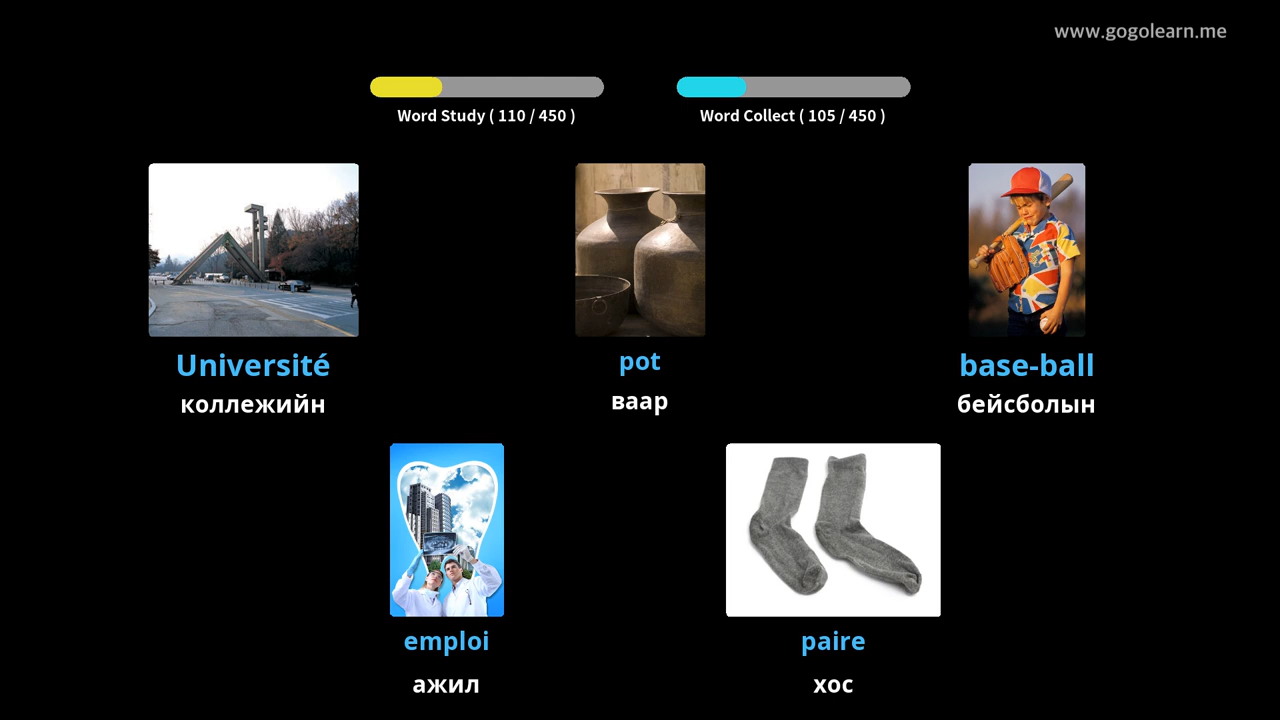 www.gogolearn.me
Word Study ( 110 / 450 )
Word Collect ( 105 / 450 )
Université
коллежийн
pot
ваар
base-ball
бейсболын
emploi
ажил
paire
хос